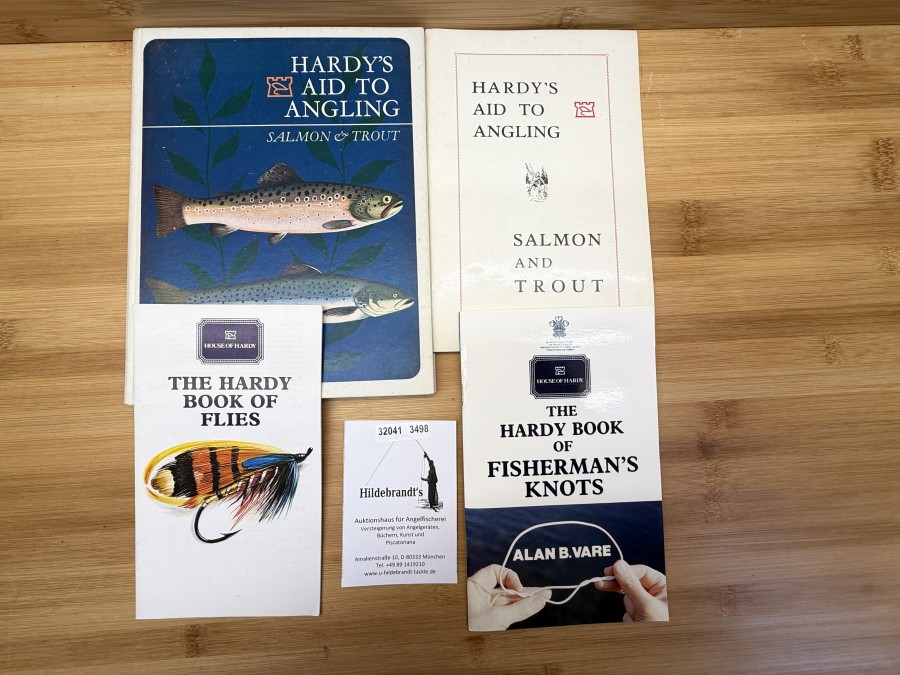 HARDY'S
AID TO
ANGLING
SALMON & TROUT
HARDY'S
AID TO
ANGLING
SALMON
AND
TROUT
HOUSE OF HARDY
THE HARDY
BOOK OF
FLIES
32041 3498
Hildebrandt's
Auktionshaus für Angelfischerei
Versteigerung von Angelgeräten,
Büchern, Kunst und
Piscatoriana
Amalienstraße 10, D-80333 München
Tel. +49 89 1419210
www.u-hildebrandt-tackle.de
HOUSE OF HARDY
THE
HARDY BOOK
OF
FISHERMAN'S
KNOTS
ALAN B. VARE